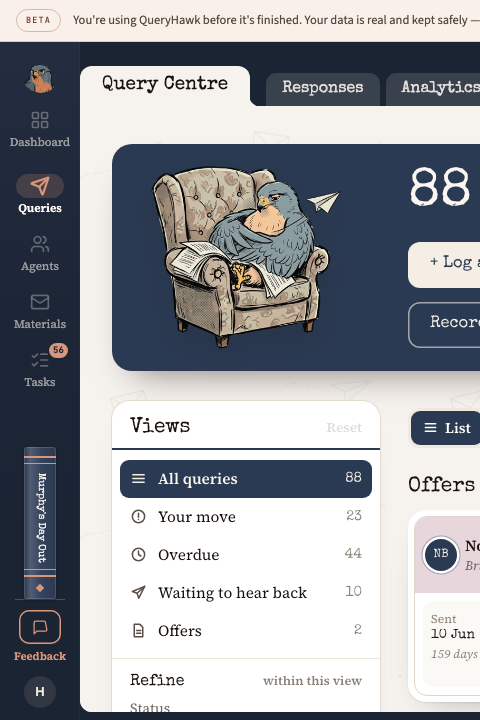 BETA
You're using QueryHawk before it's finished. Your data is real and kept safely —
Query Centre
Responses
Analytics
Dashboard
Queries
Agents
Materials
56
Tasks
Murphy's Day Out
Feedback
H
88
+ Log a
Record
Views
Reset
All queries 88
Your move 23
Overdue 44
Waiting to hear back 10
Offers 2
Refine
within this view
Status
List
Offers
NB
Sent
10 Jun
159 days